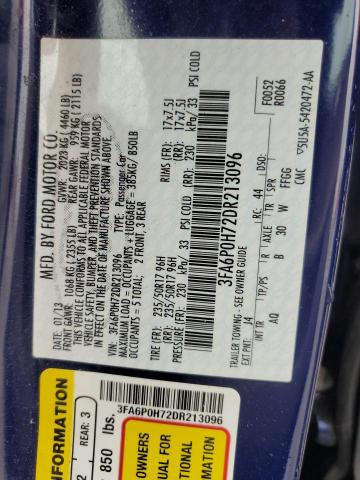 MFD. BY FORD MOTOR CO.
01/13 GVWR: 2023 KG ( 4460 LB)
FRONT GAWR: 1068 KG ( 2355 LB) REAR GAWR: 959 KG ( 2115 LB)
THIS VEHICLE CONFORMS TO ALL APPLICABLE FEDERAL MOTOR
VEHICLE SAFETY, BUMPER, AND THEFT PREVENTION STANDARDS
IN EFFECT ON THE DATE OF MANUFACTURE SHOWN ABOVE.
VIN: 3FA6P0H72DR213096 TYPE: Passenger Car
MAXIMUM LOAD= OCCUPANTS + LUGGAGE = 385KG/ 850LB
OCCUPANTS = 5 TOTAL; 2 FRONT, 3 REAR
TIRE (FR): 235/50R17 96H RIMS (FR): 17x7.5J
(RR): 235/50R17 96H (RR): 17x7.5J
PRESSURE (FR): 230 kPa/ 33 PSI COLD
(RR): 230 kPa/ 33 PSI COLD
3FA6P0H72DR213096
TRAILER TOWING- SEE OWNER GUIDE
F0052
R0066
EXT PNT: J4 RC: 44 DSO:
INT TR TP/PS R AXLE TR SPR
AQ B 30 W FFGG
5U5A-5420472-AA
3FA6P0H72DR213096
INFORMATION
2 REAR: 3
850 lbs.
OWNERS
UAL FOR
ITIONAL
MATION